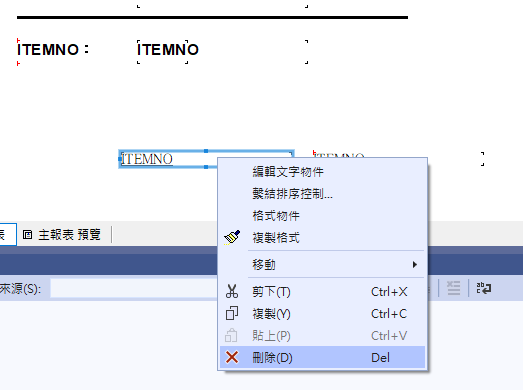 ITEMNO： ITEMNO
ITEMNO ITEMNO
編輯文字物件
繫結排序控制...
格式物件
複製格式
移動
剪下(T) Ctrl+X
複製(Y) Ctrl+C
貼上(P) Ctrl+V
刪除(D) Del
表 主報表 預覽
來源(S):